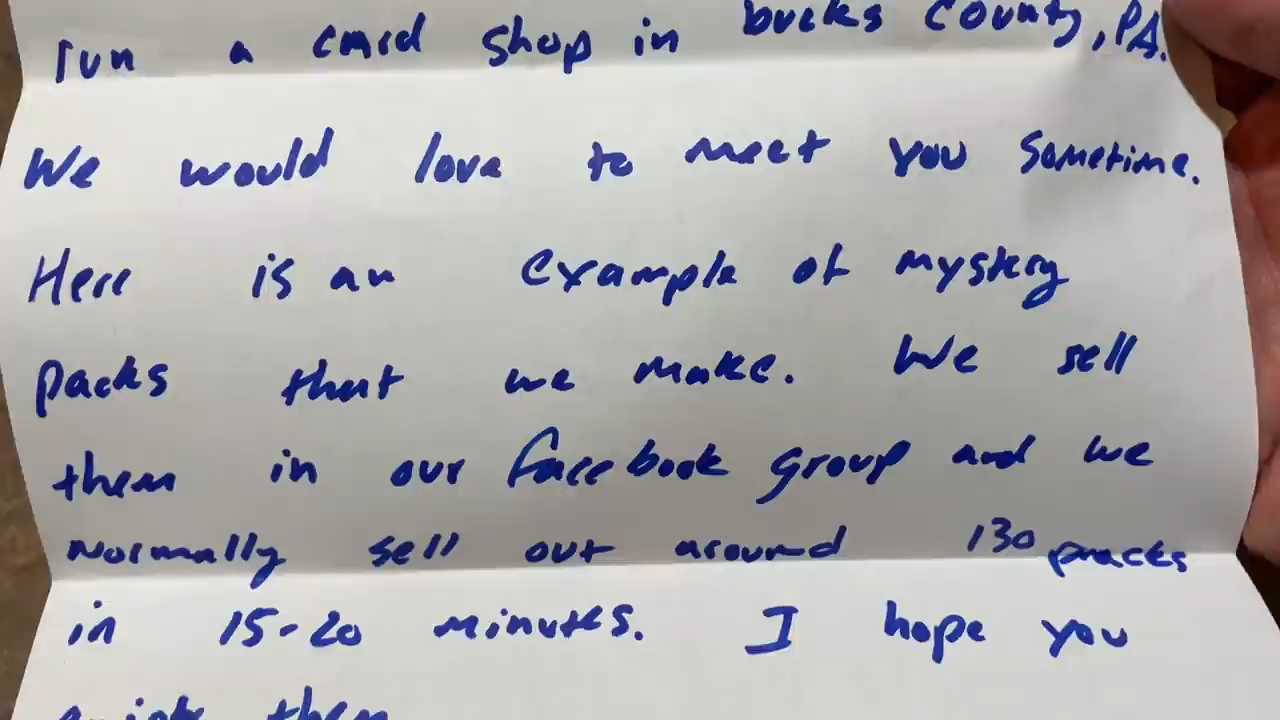 run a card shop in bucks county, PA.
We would love to meet you sometime.
Here is an example of mystery
packs that we make. We sell
them in our facebook group and we
Normally sell out around 130 packs
in 15-20 minutes. I hope you
them